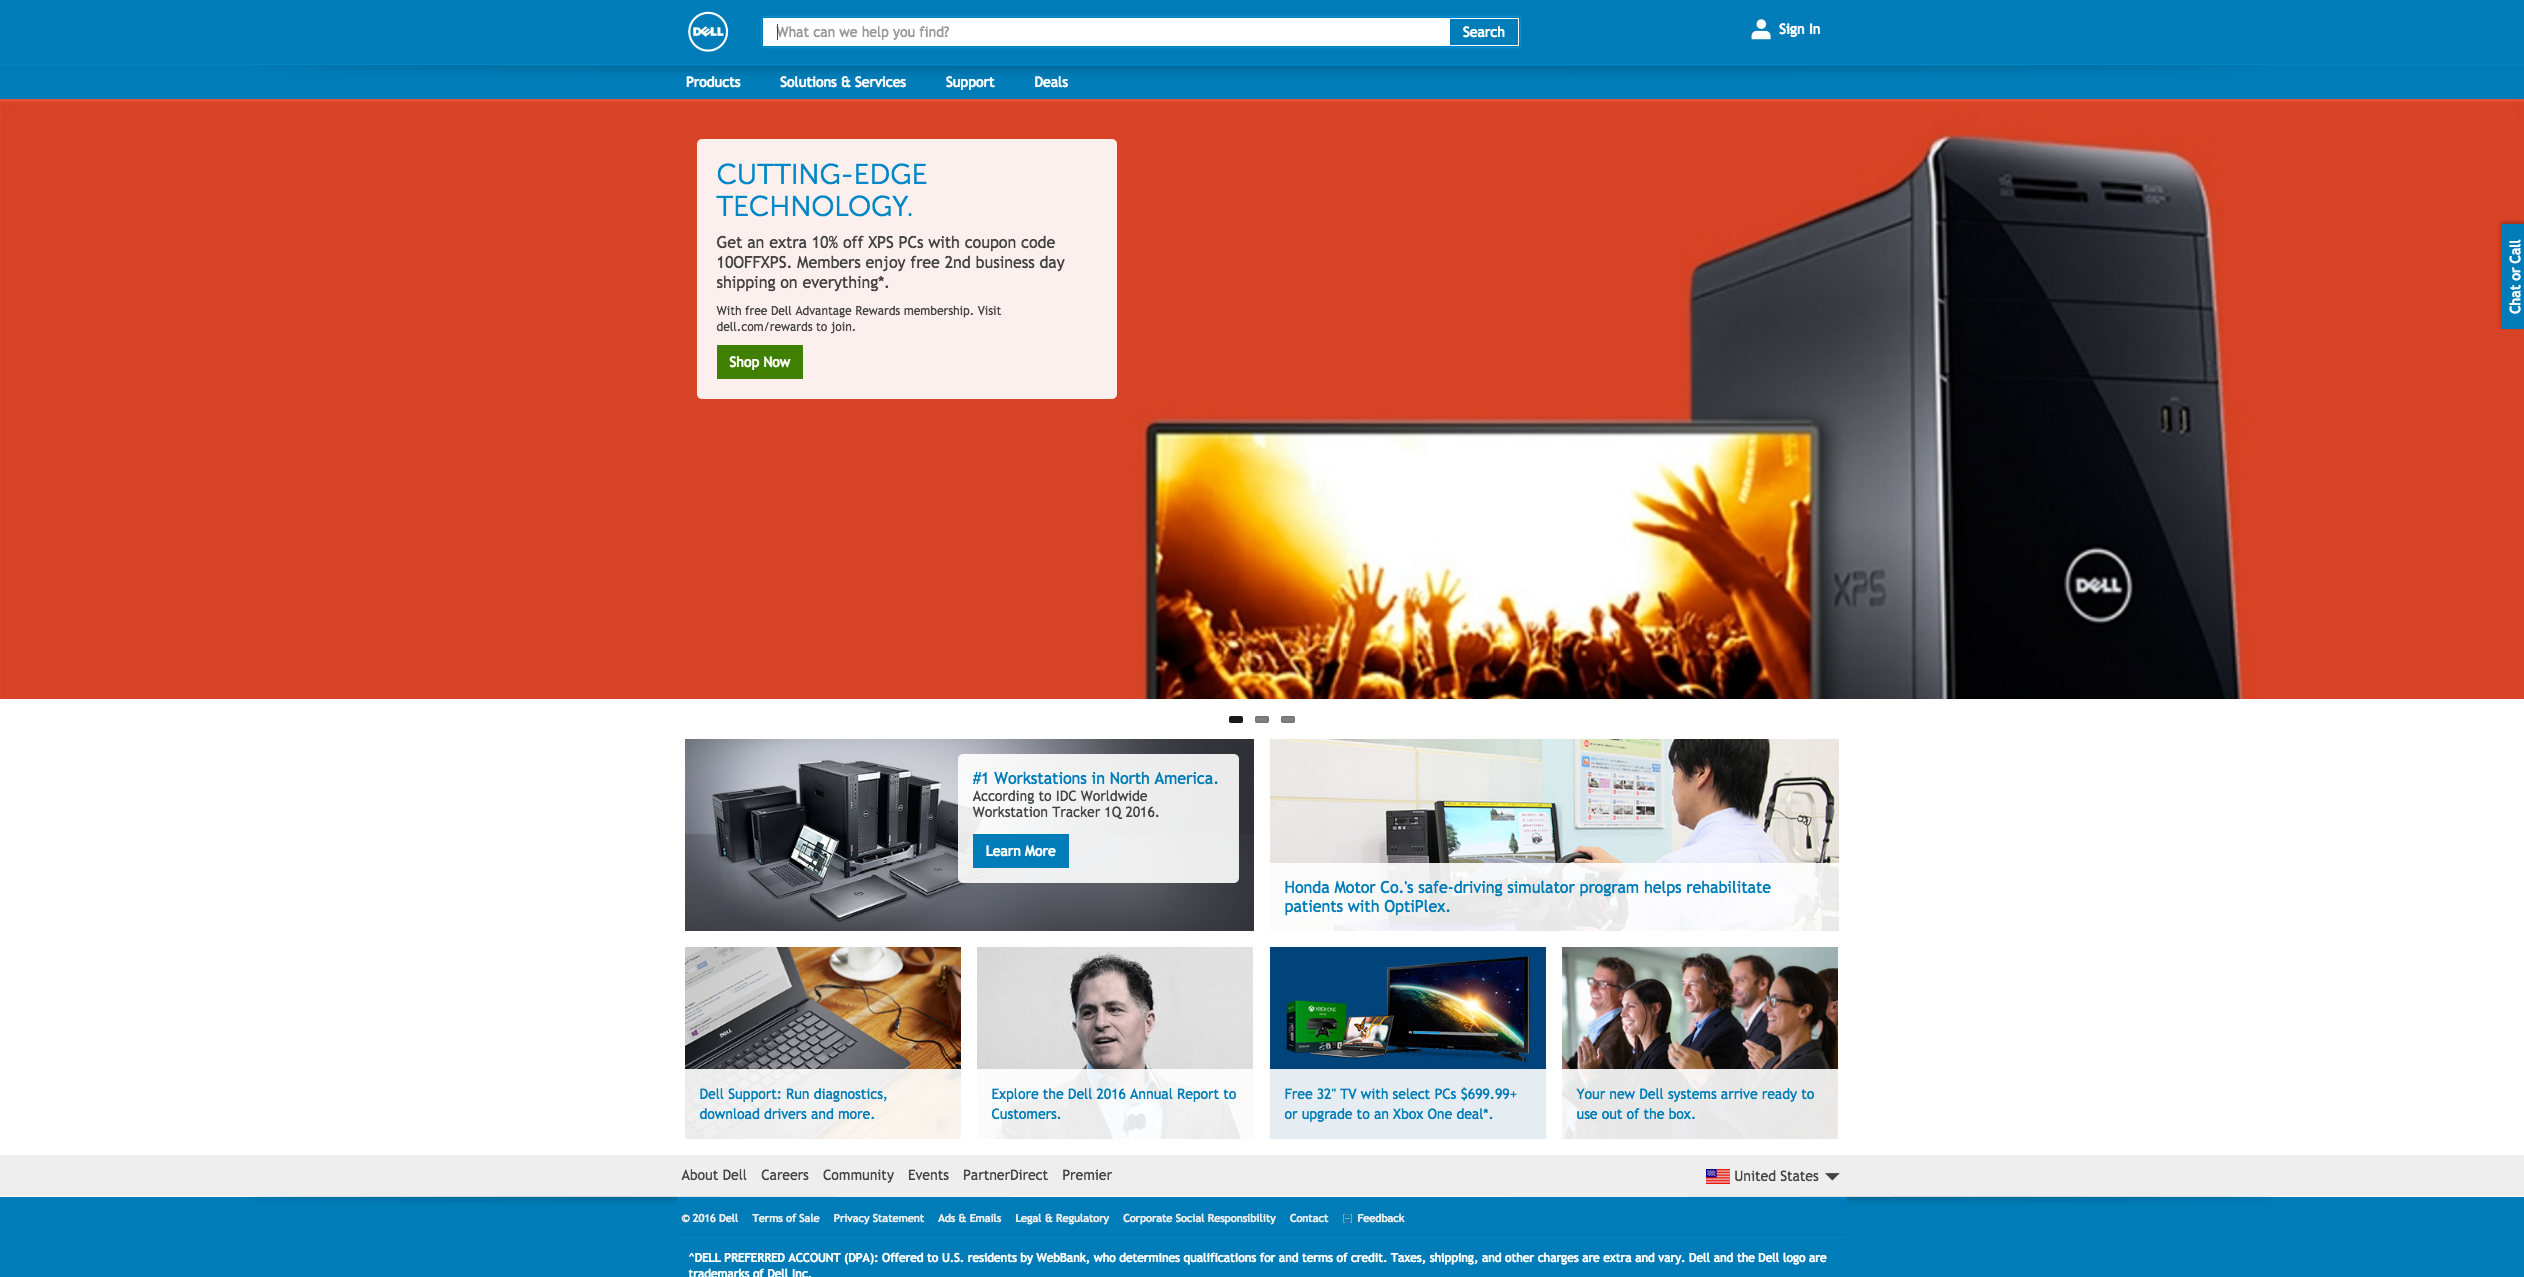 DELL
What can we help you find?
Search
Sign In
Products
Solutions & Services
Support
Deals
CUTTING-EDGE
TECHNOLOGY.
Get an extra 10% off XPS PCs with coupon code
10OFFXPS. Members enjoy free 2nd business day
shipping on everything*.
With free Dell Advantage Rewards membership. Visit
dell.com/rewards to join.
Shop Now
Chat or Call
XPS
DELL
#1 Workstations in North America.
According to IDC Worldwide
Workstation Tracker 1Q 2016.
Learn More
Honda Motor Co.'s safe-driving simulator program helps rehabilitate
patients with OptiPlex.
DELL
Dell Support: Run diagnostics,
download drivers and more.
Explore the Dell 2016 Annual Report to
Customers.
XBOX ONE
Free 32" TV with select PCs $699.99+
or upgrade to an Xbox One deal*.
Your new Dell systems arrive ready to
use out of the box.
About Dell
Careers
Community
Events
PartnerDirect
Premier
United States
© 2016 Dell
Terms of Sale
Privacy Statement
Ads & Emails
Legal & Regulatory
Corporate Social Responsibility
Contact
[-] Feedback
^DELL PREFERRED ACCOUNT (DPA): Offered to U.S. residents by WebBank, who determines qualifications for and terms of credit. Taxes, shipping, and other charges are extra and vary. Dell and the Dell logo are
trademarks of Dell Inc.